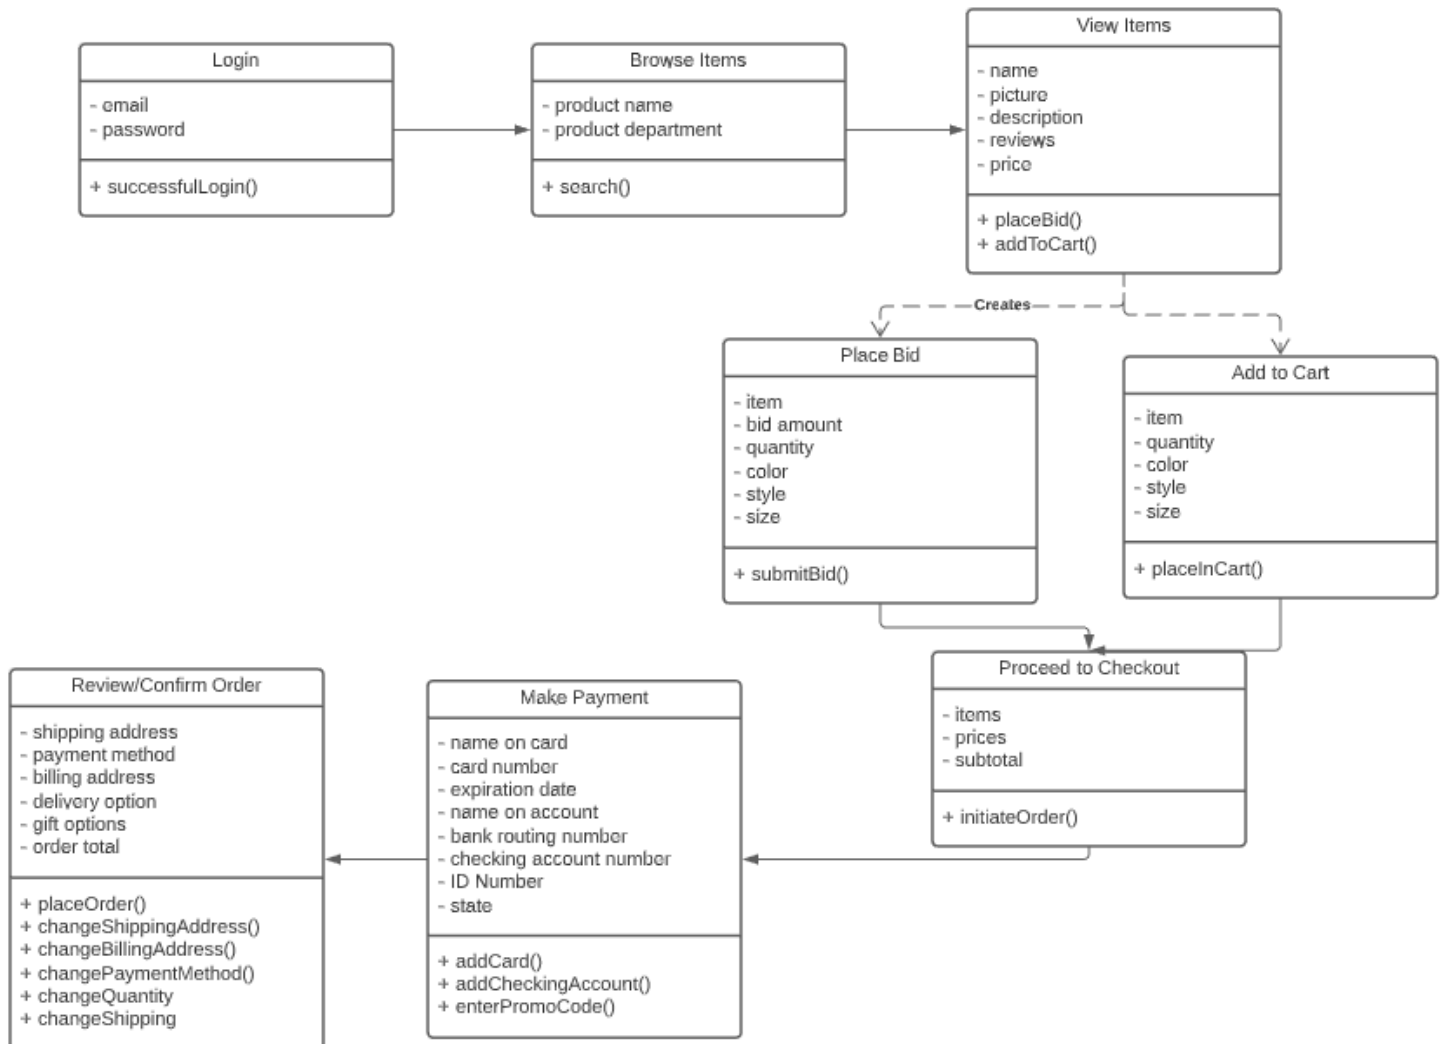 Login
- email
- password
+ successfulLogin()
Browse Items
- product name
- product department
+ search()
View Items
- name
- picture
- description
- reviews
- price
+ placeBid()
+ addToCart()
Creates
Place Bid
- item
- bid amount
- quantity
- color
- style
- size
+ submitBid()
Add to Cart
- item
- quantity
- color
- style
- size
+ placeInCart()
Proceed to Checkout
- items
- prices
- subtotal
+ initiateOrder()
Make Payment
- name on card
- card number
- expiration date
- name on account
- bank routing number
- checking account number
- ID Number
- state
+ addCard()
+ addCheckingAccount()
+ enterPromoCode()
Review/Confirm Order
- shipping address
- payment method
- billing address
- delivery option
- gift options
- order total
+ placeOrder()
+ changeShippingAddress()
+ changeBillingAddress()
+ changePaymentMethod()
+ changeQuantity
+ changeShipping